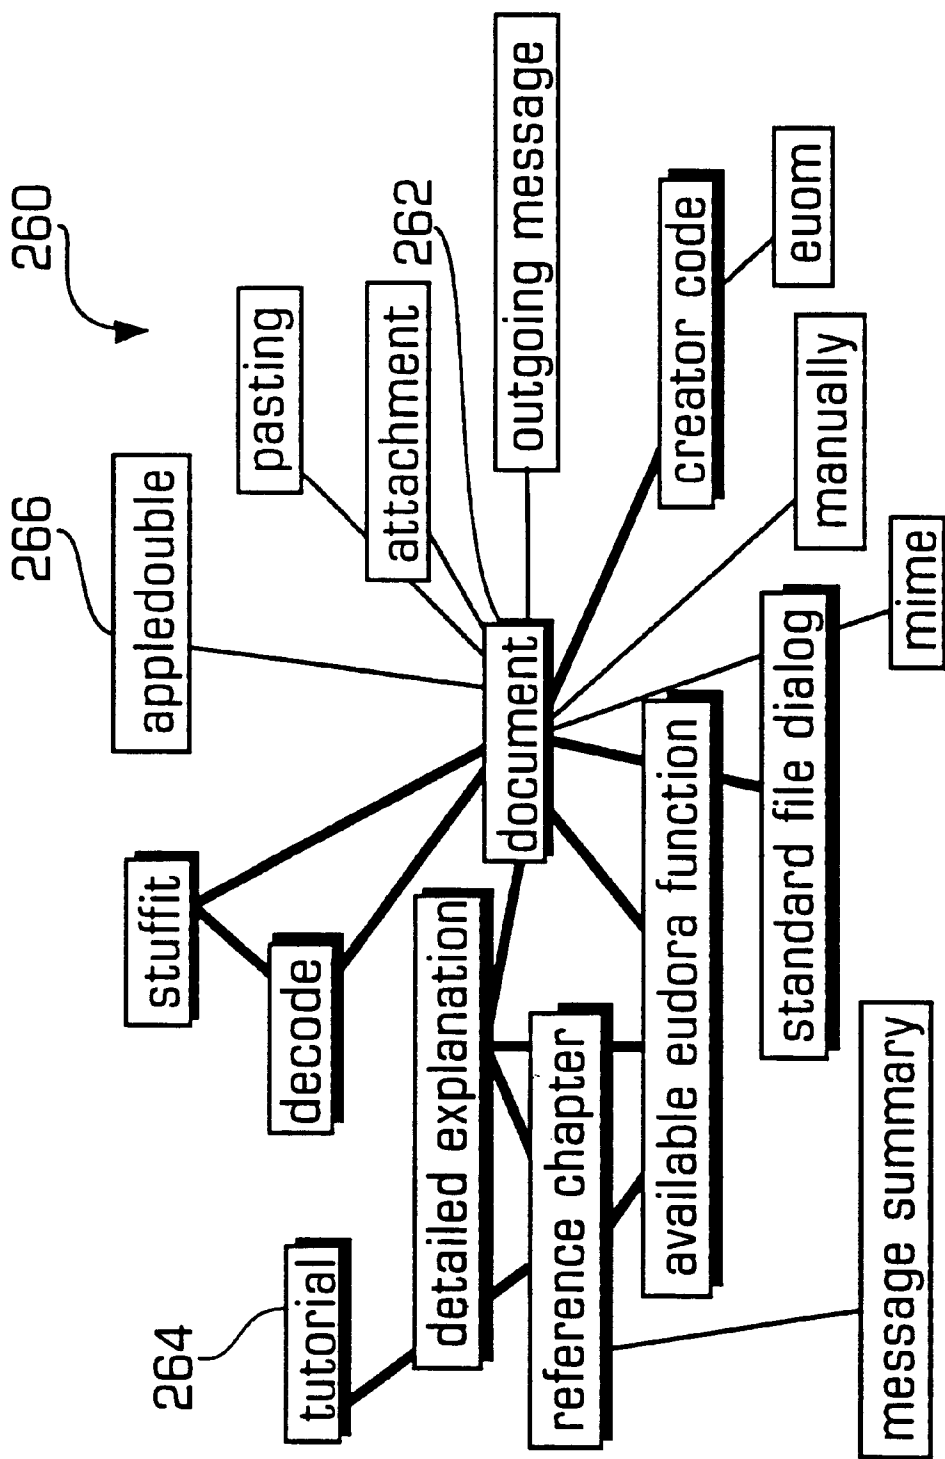 260
266
appledouble
pasting
attachment
262
outgoing message
stuffit
decode
document
creator code
euom
264
tutorial
detailed explanation
reference chapter
available eudora function
standard file dialog
manually
mime
message summary